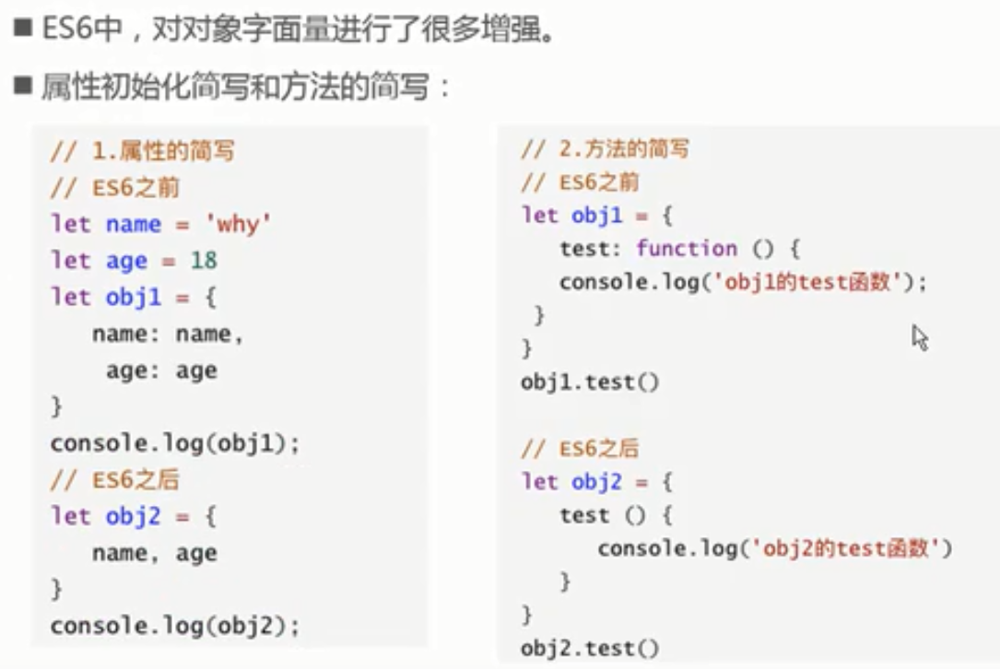 ■ ES6中，对对象字面量进行了很多增强。
■ 属性初始化简写和方法的简写：
// 1.属性的简写
// ES6之前
let name = 'why'
let age = 18
let obj1 = {
   name: name,
    age: age
}
console.log(obj1);
// ES6之后
let obj2 = {
   name, age
}
console.log(obj2);
// 2.方法的简写
// ES6之前
let obj1 = {
   test: function () {
   console.log('obj1的test函数');
 }
}
obj1.test()

// ES6之后
let obj2 = {
   test () {
      console.log('obj2的test函数')
   }
}
obj2.test()